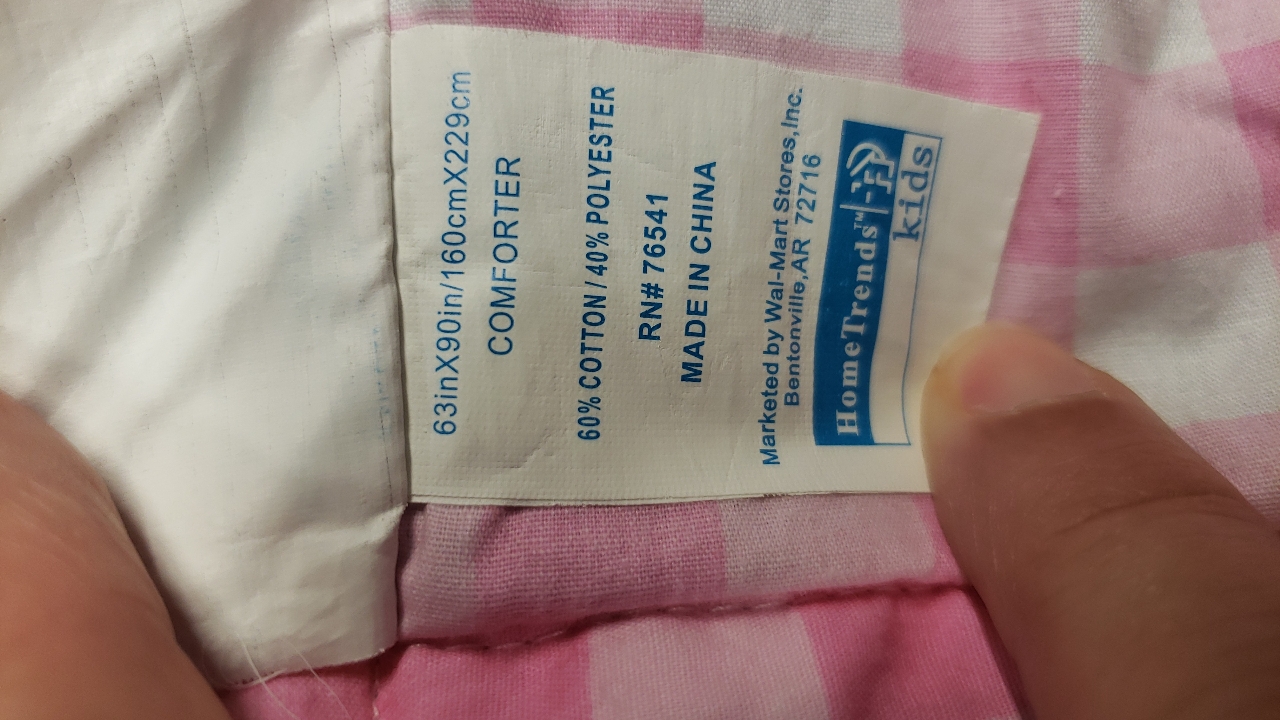 63inX90in/160cmX229cm
COMFORTER
60% COTTON / 40% POLYESTER
RN# 76541
MADE IN CHINA
Marketed by Wal-Mart Stores,Inc.
Bentonville,AR 72716
HomeTrends™
kids